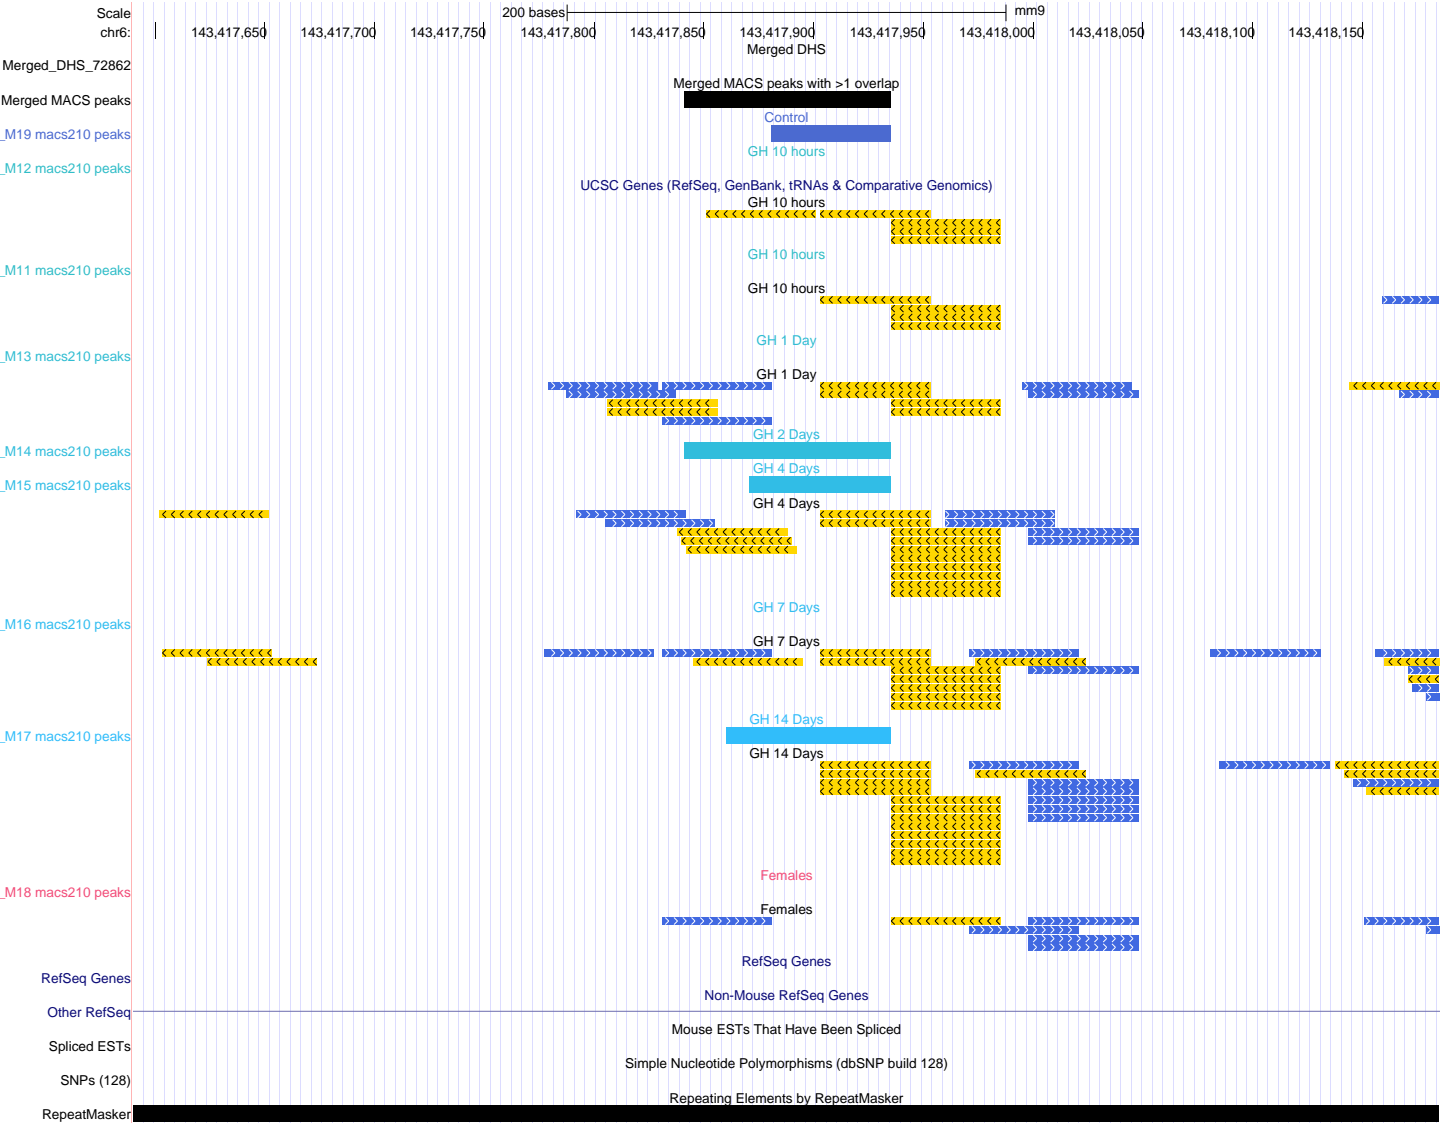 Scale 200 bases mm9
chr6: 143,417,650 143,417,700 143,417,750 143,417,800 143,417,850 143,417,900 143,417,950 143,418,000 143,418,050 143,418,100 143,418,150
Merged DHS
Merged_DHS_72862
Merged MACS peaks with >1 overlap
Merged MACS peaks
Control
_M19 macs210 peaks
GH 10 hours
_M12 macs210 peaks
UCSC Genes (RefSeq, GenBank, tRNAs & Comparative Genomics)
GH 10 hours
GH 10 hours
_M11 macs210 peaks
GH 10 hours
GH 1 Day
_M13 macs210 peaks
GH 1 Day
GH 2 Days
_M14 macs210 peaks
GH 4 Days
_M15 macs210 peaks
GH 4 Days
GH 7 Days
_M16 macs210 peaks
GH 7 Days
GH 14 Days
_M17 macs210 peaks
GH 14 Days
Females
_M18 macs210 peaks
Females
RefSeq Genes
RefSeq Genes
Non-Mouse RefSeq Genes
Other RefSeq
Mouse ESTs That Have Been Spliced
Spliced ESTs
Simple Nucleotide Polymorphisms (dbSNP build 128)
SNPs (128)
Repeating Elements by RepeatMasker
RepeatMasker